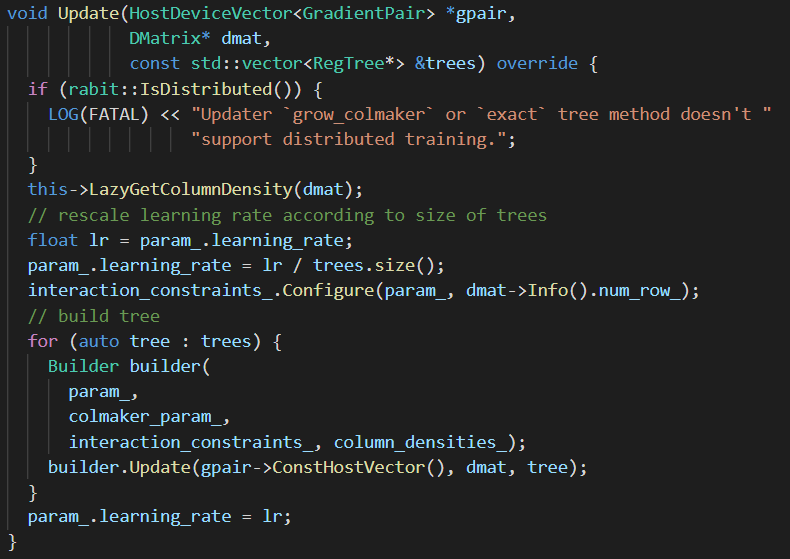 void Update(HostDeviceVector<GradientPair> *gpair,
            DMatrix* dmat,
            const std::vector<RegTree*> &trees) override {
  if (rabit::IsDistributed()) {
    LOG(FATAL) << "Updater `grow_colmaker` or `exact` tree method doesn't "
                  "support distributed training.";
  }
  this->LazyGetColumnDensity(dmat);
  // rescale learning rate according to size of trees
  float lr = param_.learning_rate;
  param_.learning_rate = lr / trees.size();
  interaction_constraints_.Configure(param_, dmat->Info().num_row_);
  // build tree
  for (auto tree : trees) {
    Builder builder(
      param_,
      colmaker_param_,
      interaction_constraints_, column_densities_);
    builder.Update(gpair->ConstHostVector(), dmat, tree);
  }
  param_.learning_rate = lr;
}